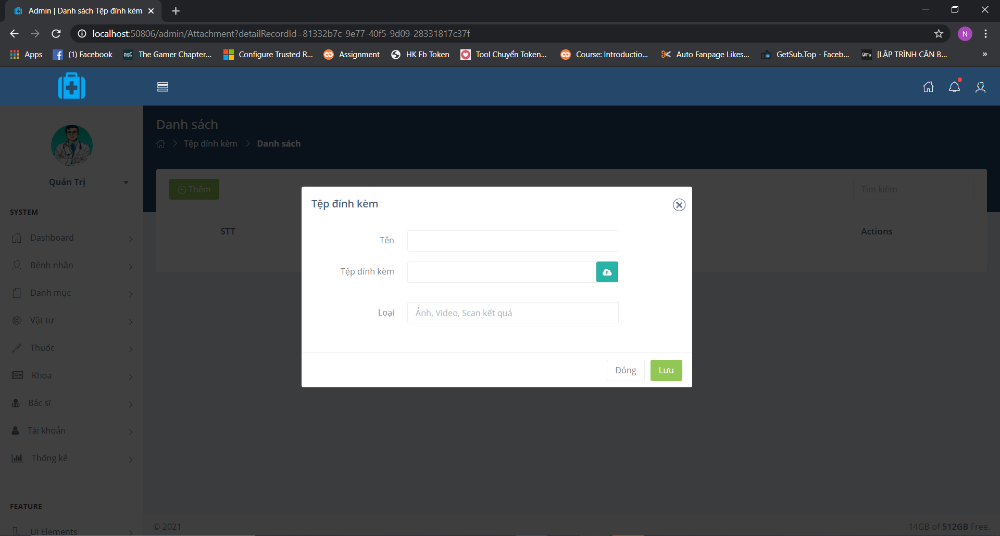 Admin | Danh sách Tệp đính kèm
localhost:50806/admin/Attachment?detailRecordId=81332b7c-9e77-40f5-9d09-28331817c37f
N
Apps
(1) Facebook
The Gamer Chapter...
Configure Trusted R...
Assignment
HK Fb Token
Tool Chuyển Token...
Course: Introductio...
Auto Fanpage Likes...
GetSub.Top - Faceb...
[LẬP TRÌNH CĂN B...
»
Danh sách
Tệp đính kèm
Danh sách
Quản Trị
Thêm
Tìm kiếm
SYSTEM
STT
Actions
Dashboard
Bệnh nhân
Danh mục
Vật tư
Thuốc
Khoa
Bác sĩ
Tài khoản
Thống kê
FEATURE
UI Elements
Tệp đính kèm
Tên
Tệp đính kèm
Loại
Ảnh, Video, Scan kết quả
Đóng
Lưu
© 2021
14GB of 512GB Free.